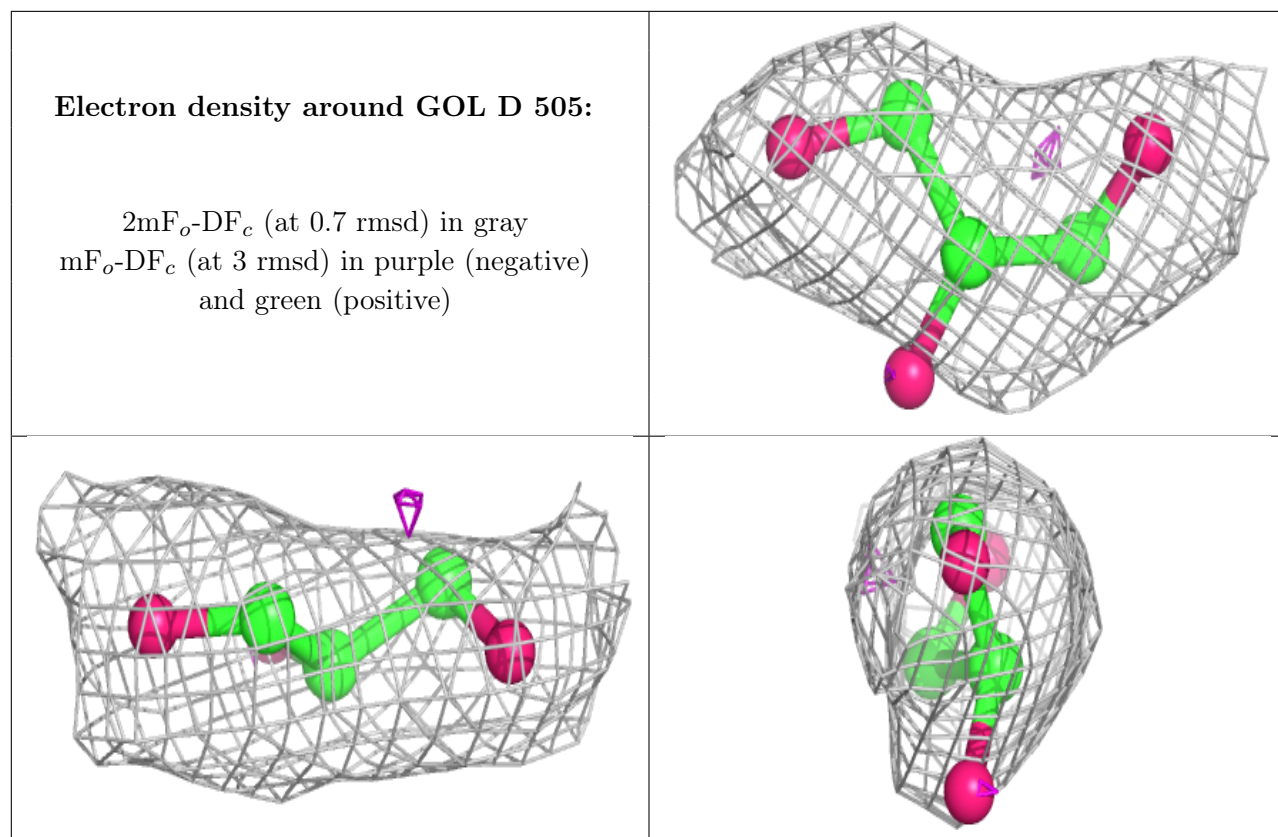 Electron density around GOL D 505:
2mFo-DFc (at 0.7 rmsd) in gray
mFo-DFc (at 3 rmsd) in purple (negative)
and green (positive)